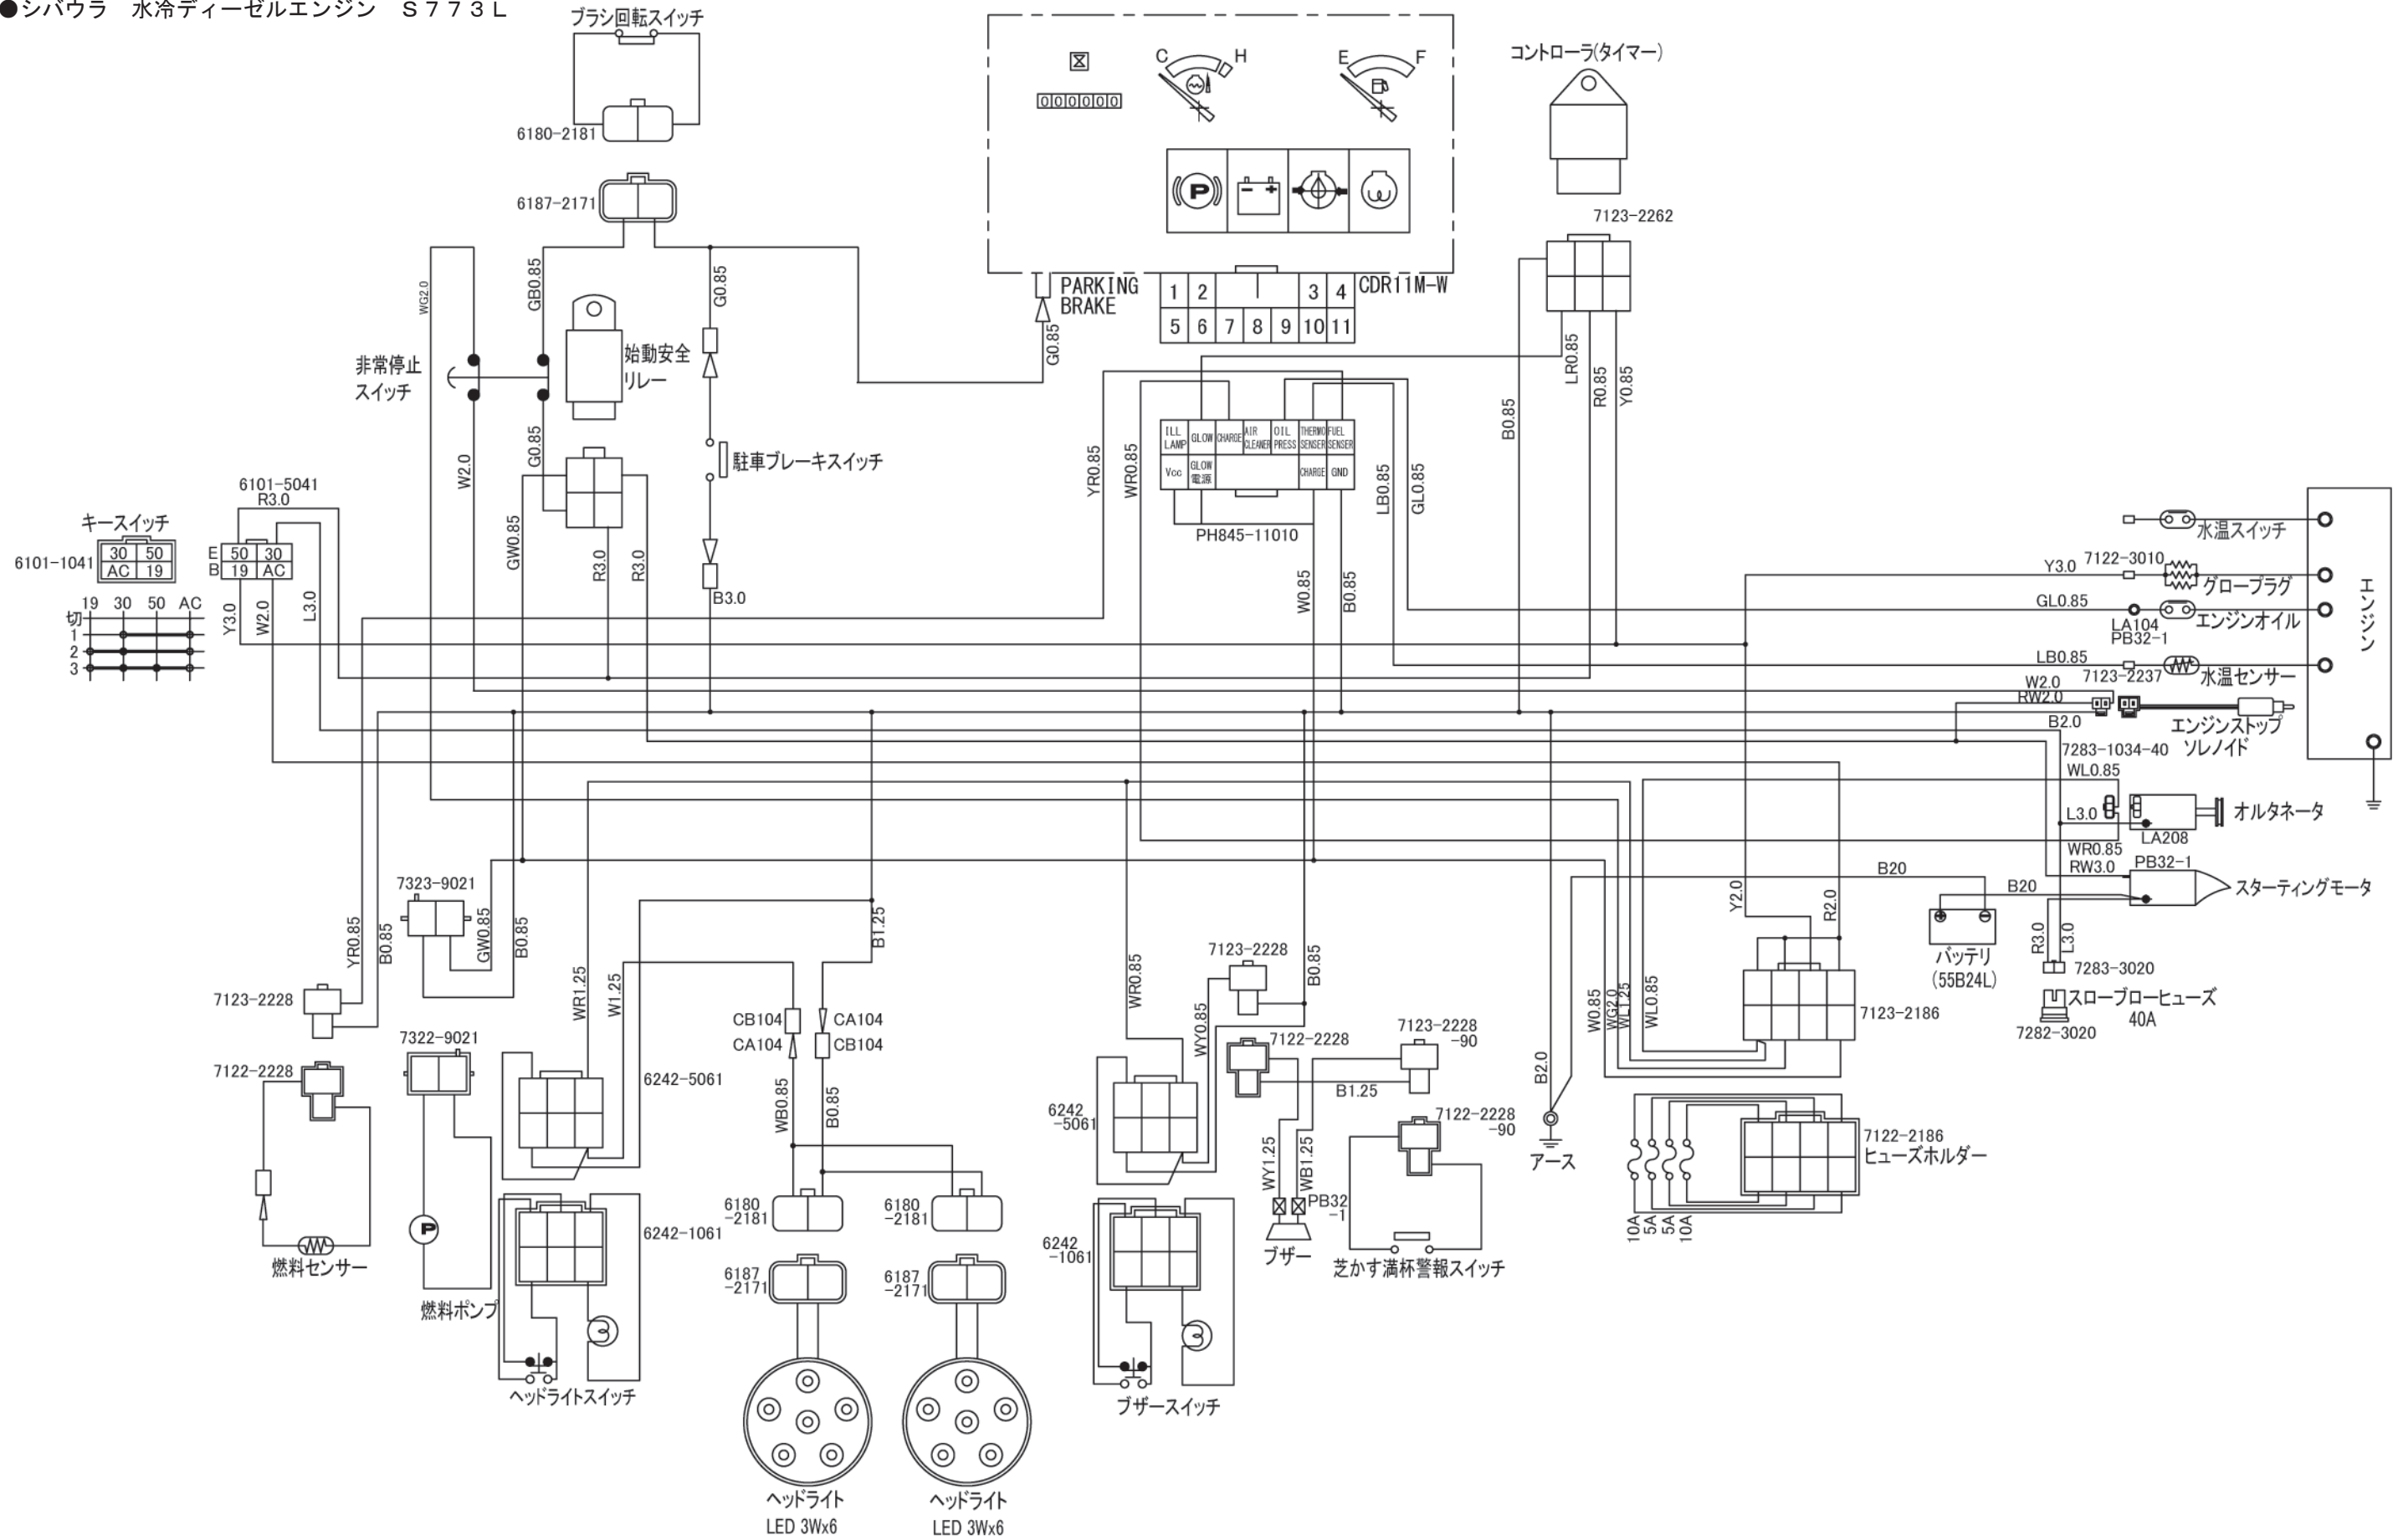 ●シバウラ　水冷ディーゼルエンジン　Ｓ７７３Ｌ
ブラシ回転スイッチ
6180-2181
6187-2171
C
H
E
F
000000
P
コントローラ(タイマー)
7123-2262
PARKING
BRAKE
1 2 3 4
5 6 7 8 9 10 11
CDR11M-W
WG2.0
GB0.85
G0.85
G0.85
非常停止
スイッチ
始動安全
リレー
W2.0
G0.85
駐車ブレーキスイッチ
GW0.85
R3.0
R3.0
B3.0
YR0.85
WR0.85
ILL
LAMP
GLOW
CHARGE
AIR
CLEANER
OIL
PRESS
THERMO
SENSER
FUEL
SENSER
Vcc
GLOW
電源
CHARGE
GND
PH845-11010
W0.85
B0.85
LB0.85
GL0.85
B0.85
LR0.85
R0.85
Y0.85
キースイッチ
6101-1041
30 50
AC 19
6101-5041
R3.0
E
B
50 30
19 AC
Y3.0
W2.0
L3.0
19 30 50 AC
切
1
2
3
水温スイッチ
Y3.0
7122-3010
グロープラグ
GL0.85
LA104
PB32-1
エンジンオイル
LB0.85
7123-2237
水温センサー
W2.0
RW2.0
B2.0
エンジンストップ
ソレノイド
7283-1034-40
エンジン
WL0.85
L3.0
オルタネータ
LA208
WR0.85
RW3.0
PB32-1
スターティングモータ
B20
B20
バッテリ
(55B24L)
R3.0
L3.0
7283-3020
スローブローヒューズ
40A
7282-3020
Y2.0
R2.0
W0.85
WG2.0
WL1.25
WL0.85
7123-2186
7122-2186
ヒューズホルダー
10A
5A
5A
10A
B2.0
アース
YR0.85
B0.85
7123-2228
7122-2228
燃料センサー
7323-9021
GW0.85
B0.85
7322-9021
P
燃料ポンプ
WR1.25
W1.25
6242-5061
6242-1061
ヘッドライトスイッチ
B1.25
CB104
CA104
CA104
CB104
WB0.85
B0.85
6180
-2181
6180
-2181
6187
-2171
6187
-2171
ヘッドライト
LED 3Wx6
ヘッドライト
LED 3Wx6
WR0.85
WY0.85
7123-2228
B0.85
7122-2228
7123-2228
-90
B1.25
6242
-5061
6242
-1061
ブザースイッチ
WY1.25
WB1.25
PB32
-1
ブザー
7122-2228
-90
芝かす満杯警報スイッチ